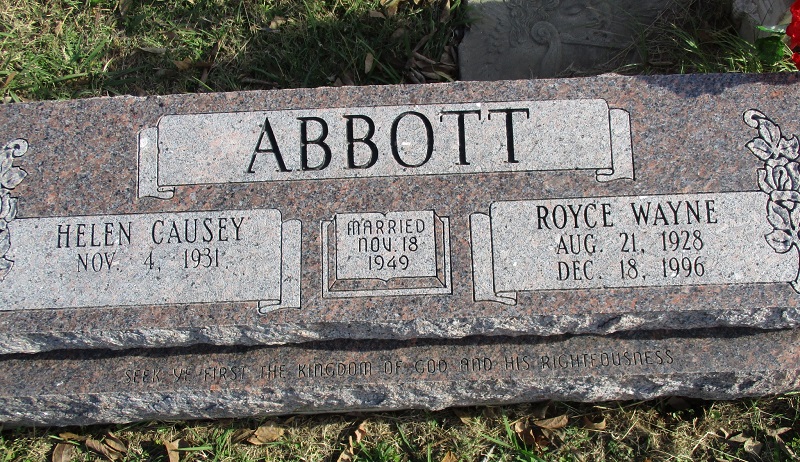 ABBOTT
HELEN CAUSEY
NOV. 4, 1931
MARRIED
NOV. 18
1949
ROYCE WAYNE
AUG. 21, 1928
DEC. 18, 1996
SEEK YE FIRST THE KINGDOM OF GOD AND HIS RIGHTEOUSNESS